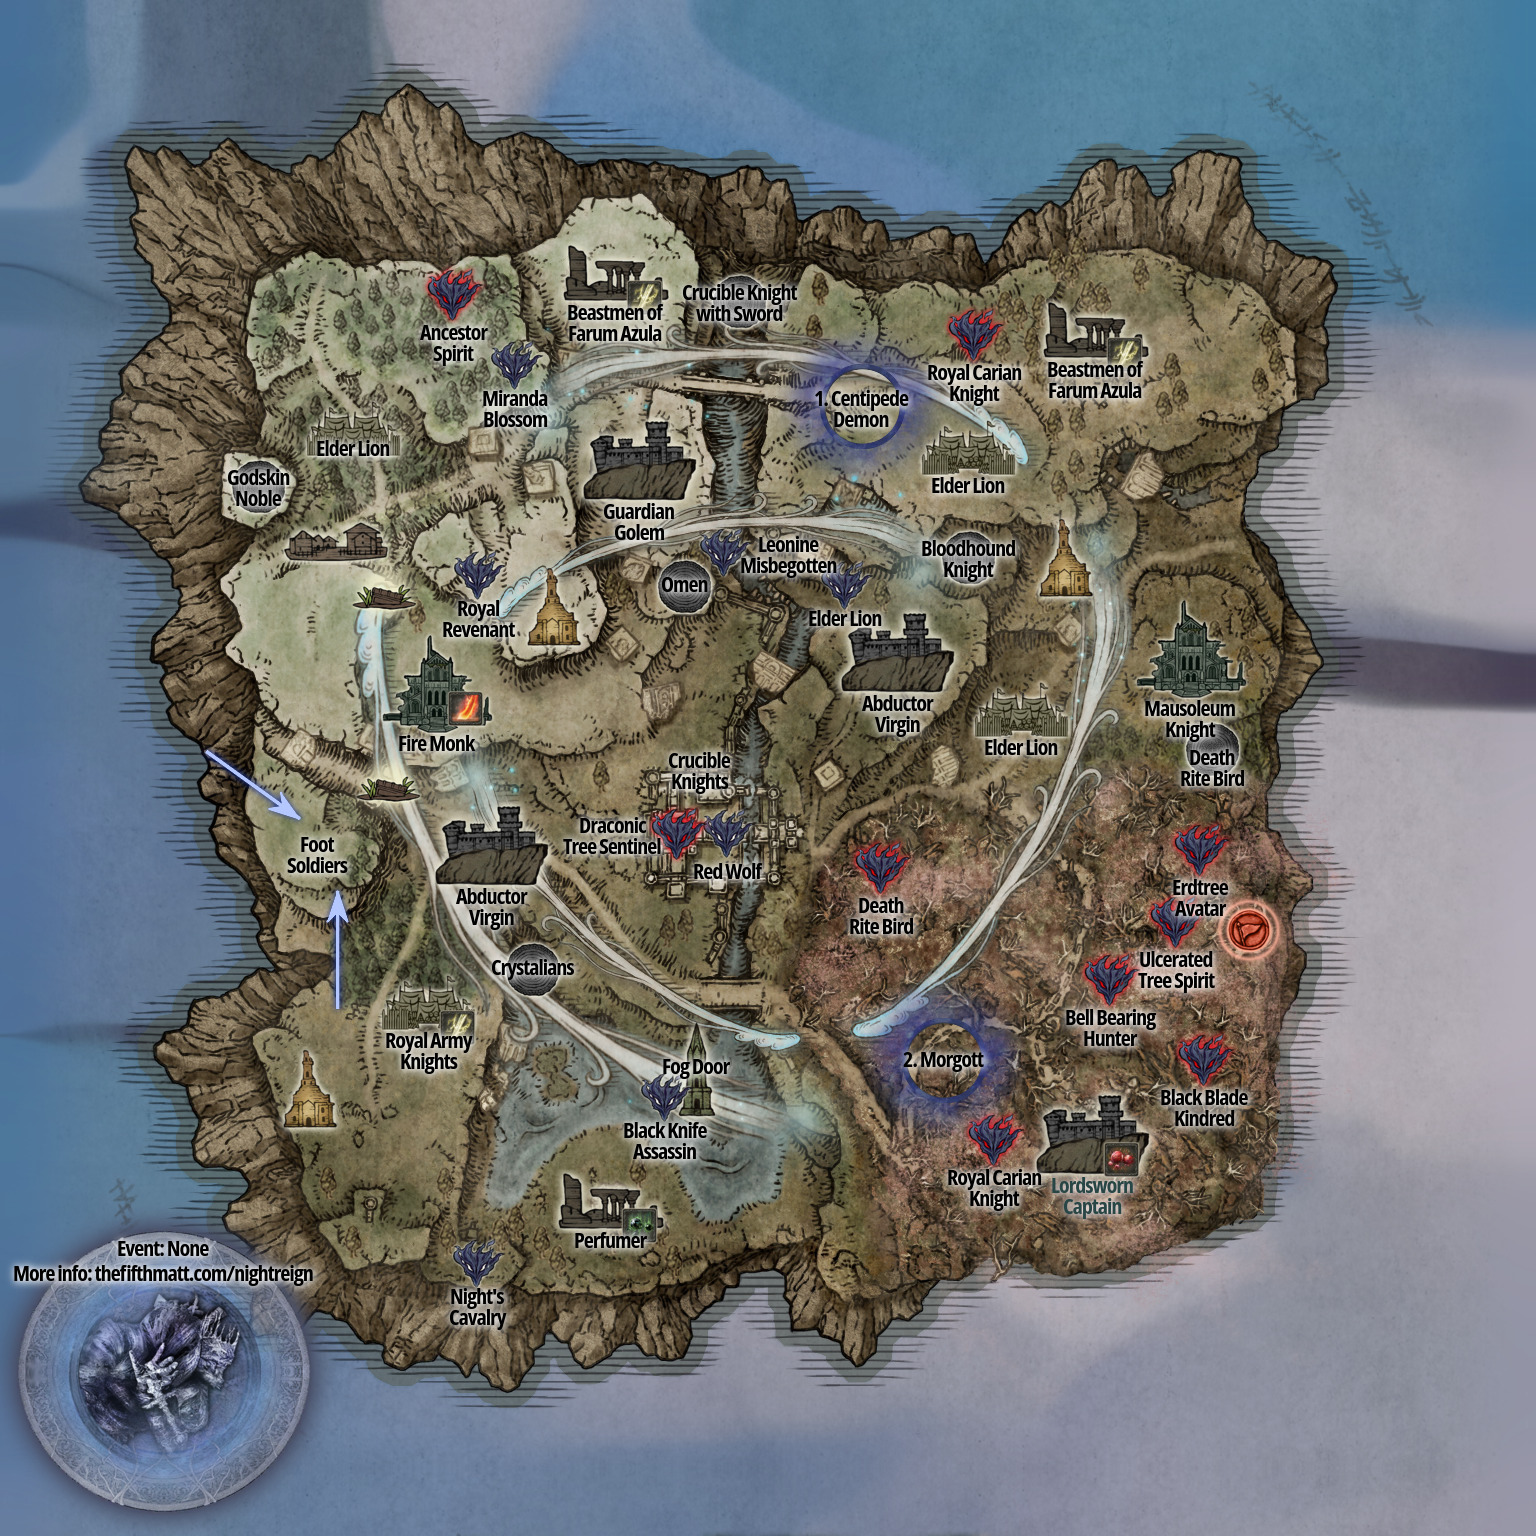 Crucible Knight
with Sword
Beastmen of
Farum Azula
Ancestor
Spirit
Royal Carian
Knight
Beastmen of
Farum Azula
Miranda
Blossom
1. Centipede
Demon
Elder Lion
Godskin
Noble
Elder Lion
Guardian
Golem
Leonine
Misbegotten
Bloodhound
Knight
Omen
Royal
Revenant
Elder Lion
Abductor
Virgin
Mausoleum
Knight
Fire Monk
Elder Lion
Death
Rite Bird
Crucible
Knights
Draconic
Tree Sentinel
Foot
Soldiers
Red Wolf
Abductor
Virgin
Death
Rite Bird
Erdtree
Avatar
Crystalians
Ulcerated
Tree Spirit
Bell Bearing
Hunter
Royal Army
Knights
Fog Door
2. Morgott
Black Knife
Assassin
Black Blade
Kindred
Royal Carian
Knight
Lordsworn
Captain
Perfumer
Event: None
More info: thefifthmatt.com/nightreign
Night's
Cavalry